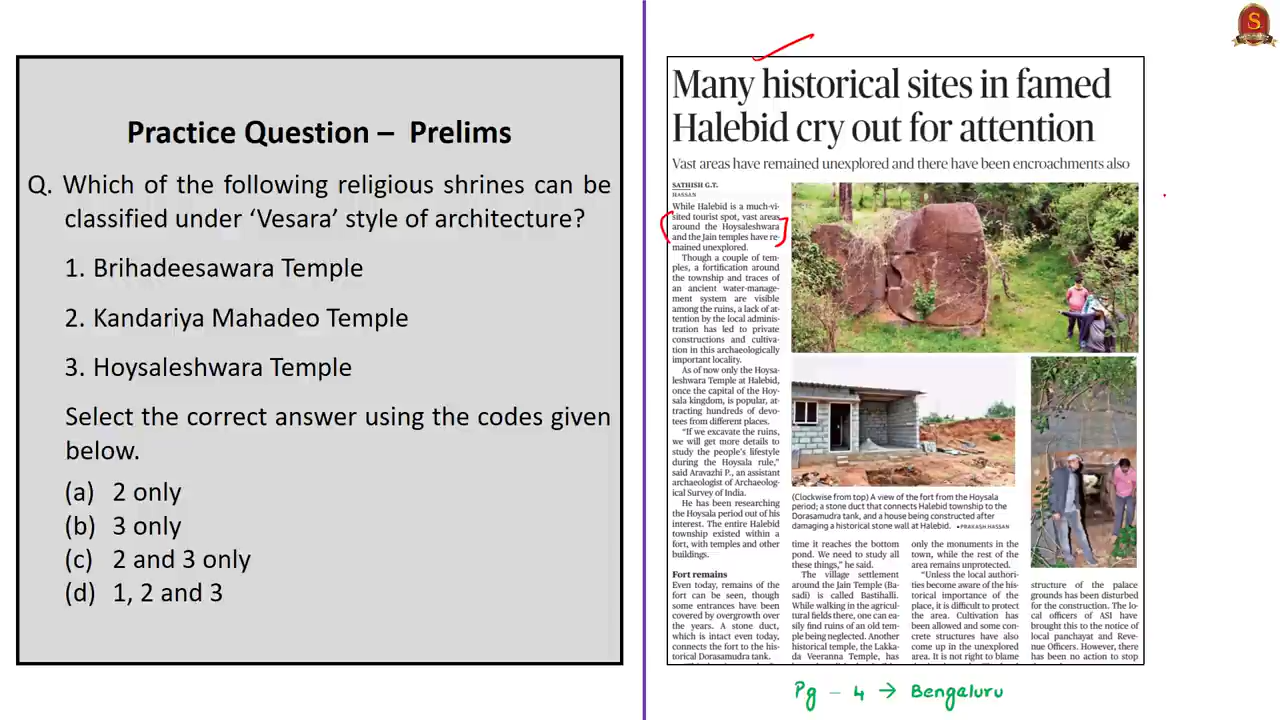 Practice Question – Prelims
Q. Which of the following religious shrines can be
classified under ‘Vesara’ style of architecture?
1. Brihadeesawara Temple
2. Kandariya Mahadeo Temple
3. Hoysaleshwara Temple
Select the correct answer using the codes given
below.
(a) 2 only
(b) 3 only
(c) 2 and 3 only
(d) 1, 2 and 3
S
Many historical sites in famed
Halebid cry out for attention
Vast areas have remained unexplored and there have been encroachments also
SATHISH G.T.
HASSAN
While Halebid is a much-vi-
sited tourist spot, vast areas
around the Hoysaleshwara
and the Jain temples have re-
mained unexplored.
Though a couple of tem-
ples, a fortification around
the township and traces of
an ancient water-manage-
ment system are visible
among the ruins, a lack of at-
tention by the local adminis-
tration has led to private
constructions and cultiva-
tion in this archaeologically
important locality.
As of now only the Hoysa-
leshwara Temple at Halebid,
once the capital of the Hoy-
sala kingdom, is popular, at-
tracting hundreds of devo-
tees from different places.
“If we excavate the ruins,
we will get more details to
study the people's lifestyle
during the Hoysala rule,”
said Aravazhi P., an assistant
archaeologist of Archaeolog-
ical Survey of India.
He has been researching
the Hoysala period out of his
interest. The entire Halebid
township existed within a
fort, with temples and other
buildings.
Fort remains
Even today, remains of the
fort can be seen, though
some entrances have been
covered by overgrowth over
the years. A stone duct,
which is intact even today,
connects the fort to the his-
torical Dorasamudra tank.
(Clockwise from top) A view of the fort from the Hoysala
period; a stone duct that connects Halebid township to the
Dorasamudra tank, and a house being constructed after
damaging a historical stone wall at Halebid. •PRAKASH HASSAN
time it reaches the bottom
pond. We need to study all
these things,” he said.
The village settlement
around the Jain Temple (Ba-
sadi) is called Bastihalli.
While walking in the agricul-
tural fields there, one can ea-
sily find ruins of an old tem-
ple being neglected. Another
historical temple, the Lakka-
da Veeranna Temple, has
only the monuments in the
town, while the rest of the
area remains unprotected.
“Unless the local authori-
ties become aware of the his-
torical importance of the
place, it is difficult to protect
the area. Cultivation has
been allowed and some con-
crete structures have also
come up in the unexplored
area. It is not right to blame
structure of the palace
grounds has been disturbed
for the construction. The lo-
cal officers of ASI have
brought this to the notice of
local panchayat and Reve-
nue Officers. However, there
has been no action to stop
Pg – 4 → Bengaluru